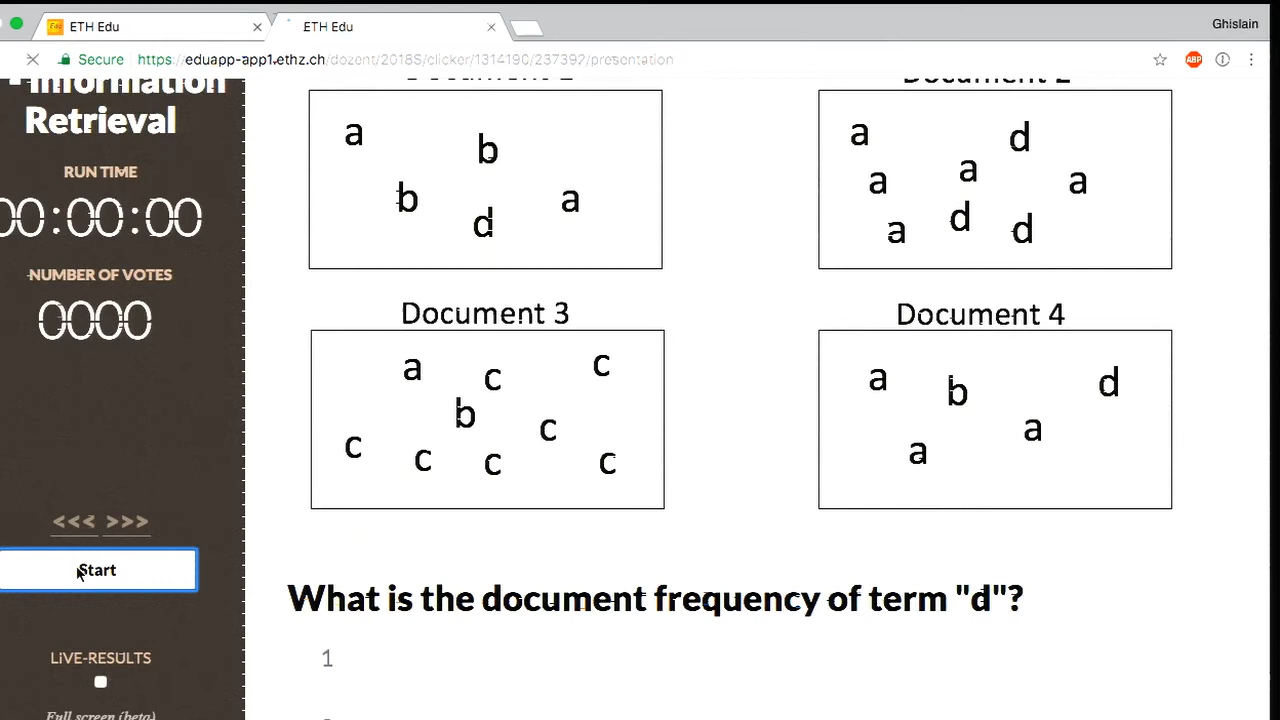 ETH Edu
ETH Edu
Ghislain
Secure https://eduapp-app1.ethz.ch/dozent/2018S/clicker/1314190/237392/presentation
ABP
Information
Retrieval
RUN TIME
00:00:00
NUMBER OF VOTES
0000
<<< >>>
Start
LIVE-RESULTS
Full screen (beta)
Document 2
a
b
b
a
d
a
d
a
a
a
a
d
d
Document 3
a
c
c
b
c
c
c
c
c
Document 4
a
b
d
a
a
What is the document frequency of term "d"?
1